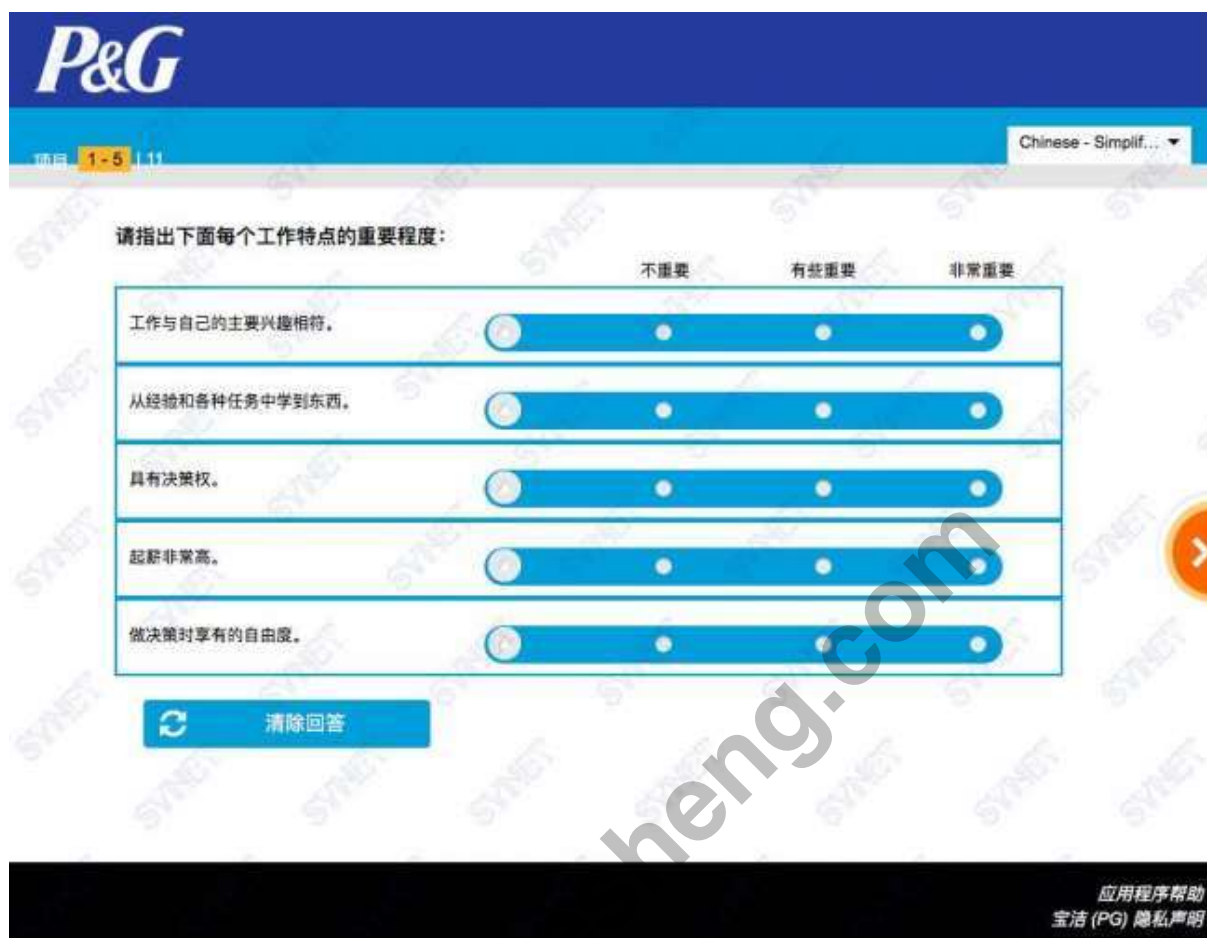 P&G
项目 1 - 5 | 11
Chinese - Simplif...
请指出下面每个工作特点的重要程度：
不重要 有些重要 非常重要
工作与自己的主要兴趣相符。
从经验和各种任务中学到东西。
具有决策权。
起薪非常高。
做决策时享有的自由度。
清除回答
heng.com
应用程序帮助
宝洁 (PG) 隐私声明
SYNET